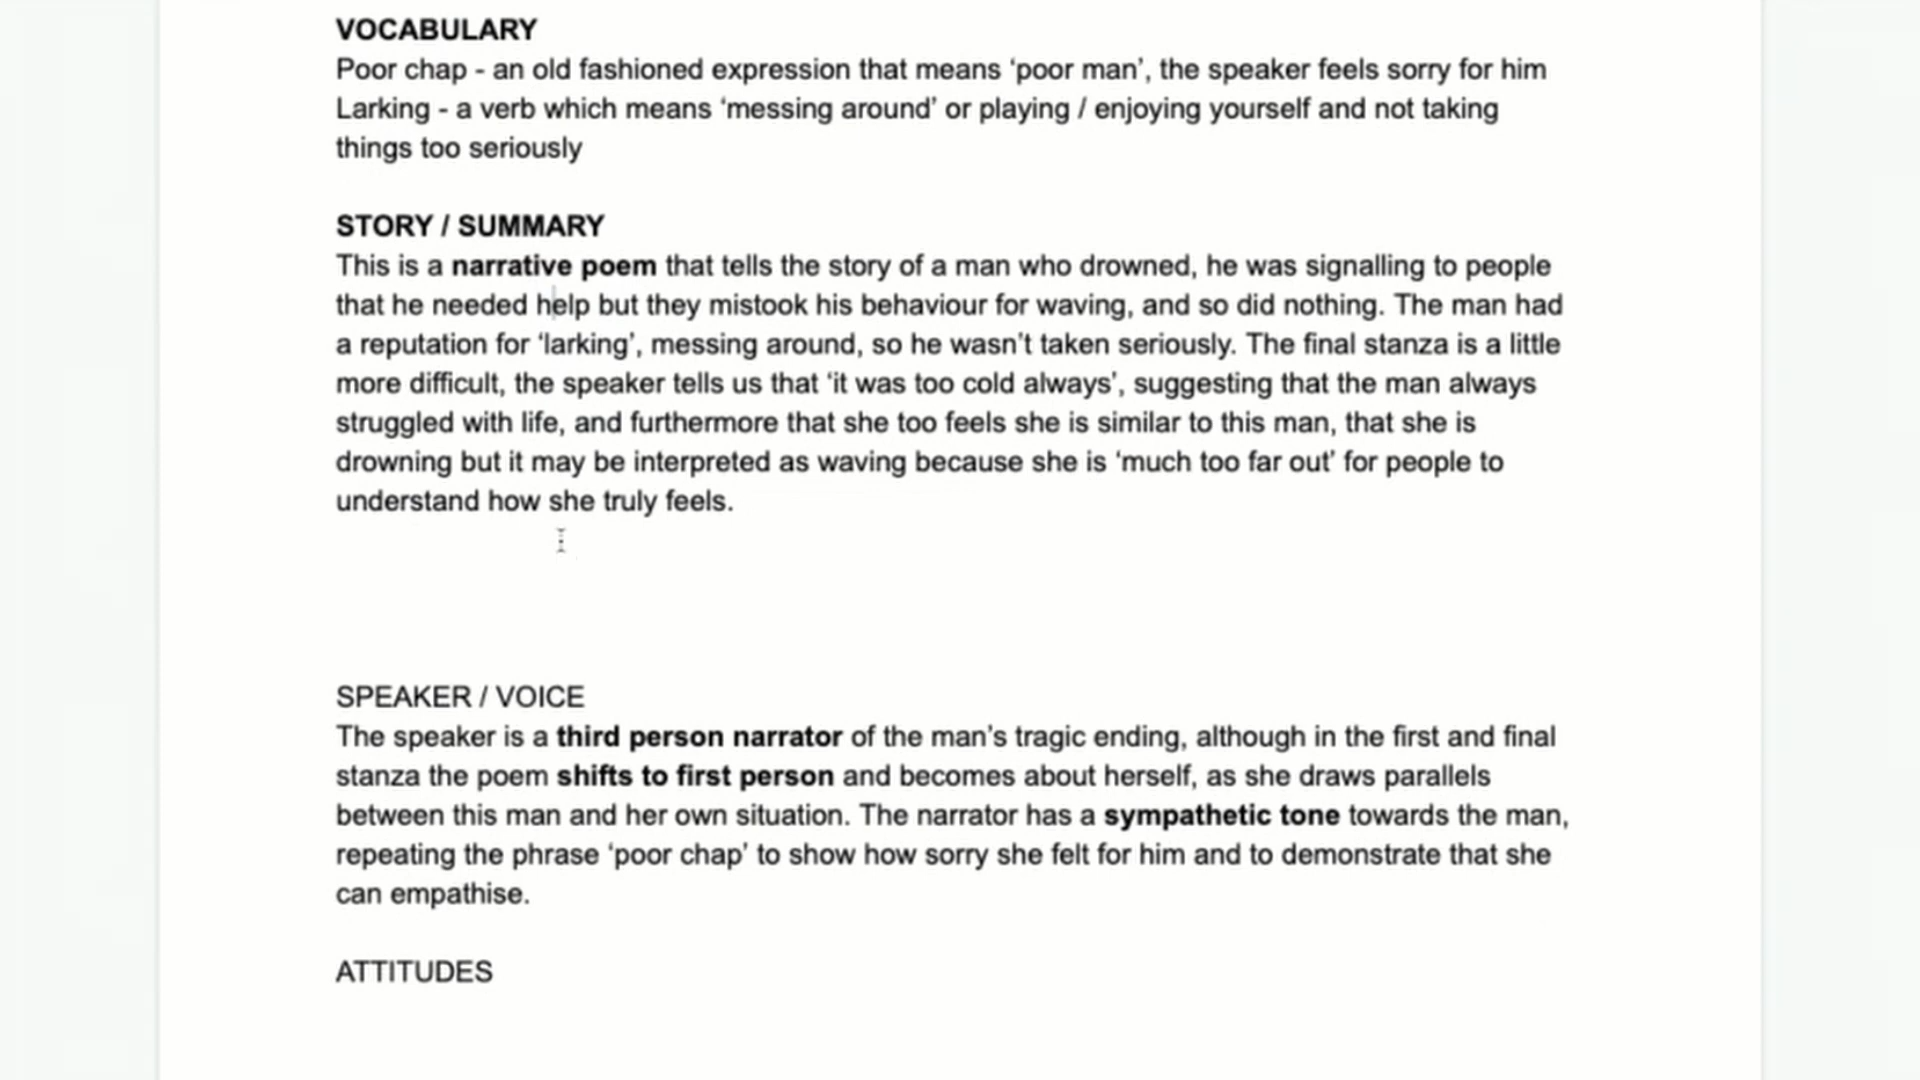 VOCABULARY
Poor chap - an old fashioned expression that means ‘poor man’, the speaker feels sorry for him
Larking - a verb which means ‘messing around’ or playing / enjoying yourself and not taking
things too seriously
STORY / SUMMARY
This is a narrative poem that tells the story of a man who drowned, he was signalling to people
that he needed help but they mistook his behaviour for waving, and so did nothing. The man had
a reputation for ‘larking’, messing around, so he wasn’t taken seriously. The final stanza is a little
more difficult, the speaker tells us that ‘it was too cold always’, suggesting that the man always
struggled with life, and furthermore that she too feels she is similar to this man, that she is
drowning but it may be interpreted as waving because she is ‘much too far out’ for people to
understand how she truly feels.
SPEAKER / VOICE
The speaker is a third person narrator of the man’s tragic ending, although in the first and final
stanza the poem shifts to first person and becomes about herself, as she draws parallels
between this man and her own situation. The narrator has a sympathetic tone towards the man,
repeating the phrase ‘poor chap’ to show how sorry she felt for him and to demonstrate that she
can empathise.
ATTITUDES